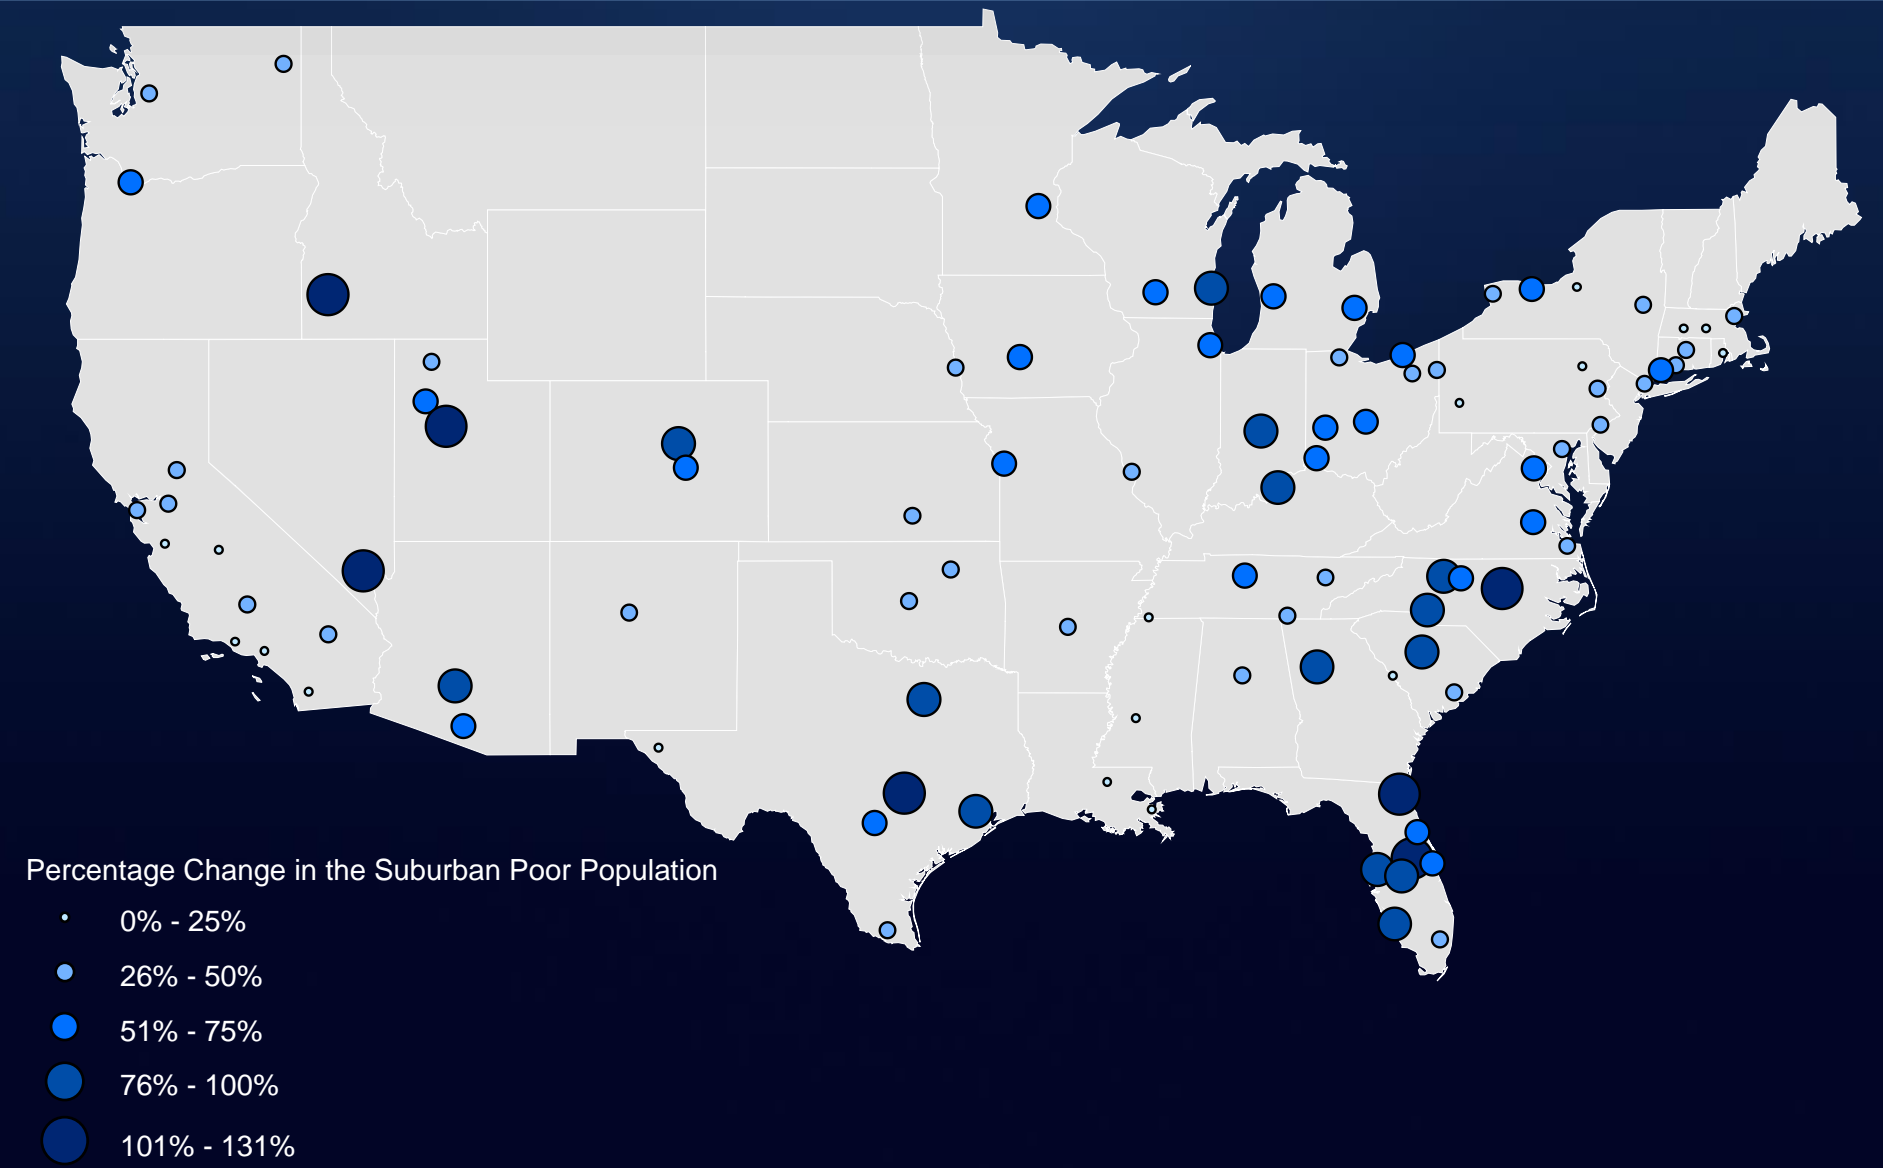 Percentage Change in the Suburban Poor Population
0% - 25%
26% - 50%
51% - 75%
76% - 100%
101% - 131%